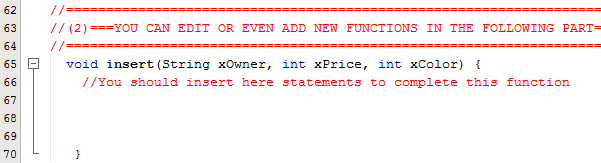 62 //==========================================================================
63 //(2)===YOU CAN EDIT OR EVEN ADD NEW FUNCTIONS IN THE FOLLOWING PART=
64 //==========================================================================
65 void insert(String xOwner, int xPrice, int xColor) {
66 //You should insert here statements to complete this function
67
68
69
70 }